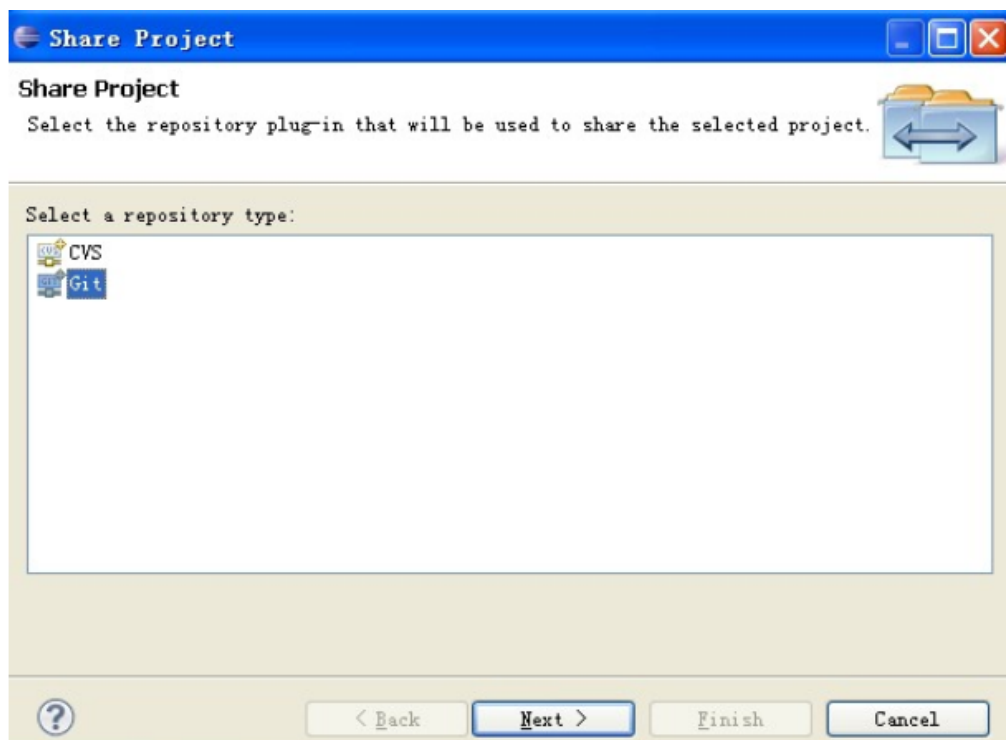 Share Project
Share Project
Select the repository plug-in that will be used to share the selected project.
Select a repository type:
CVS
Git
?
< Back
Next >
Finish
Cancel